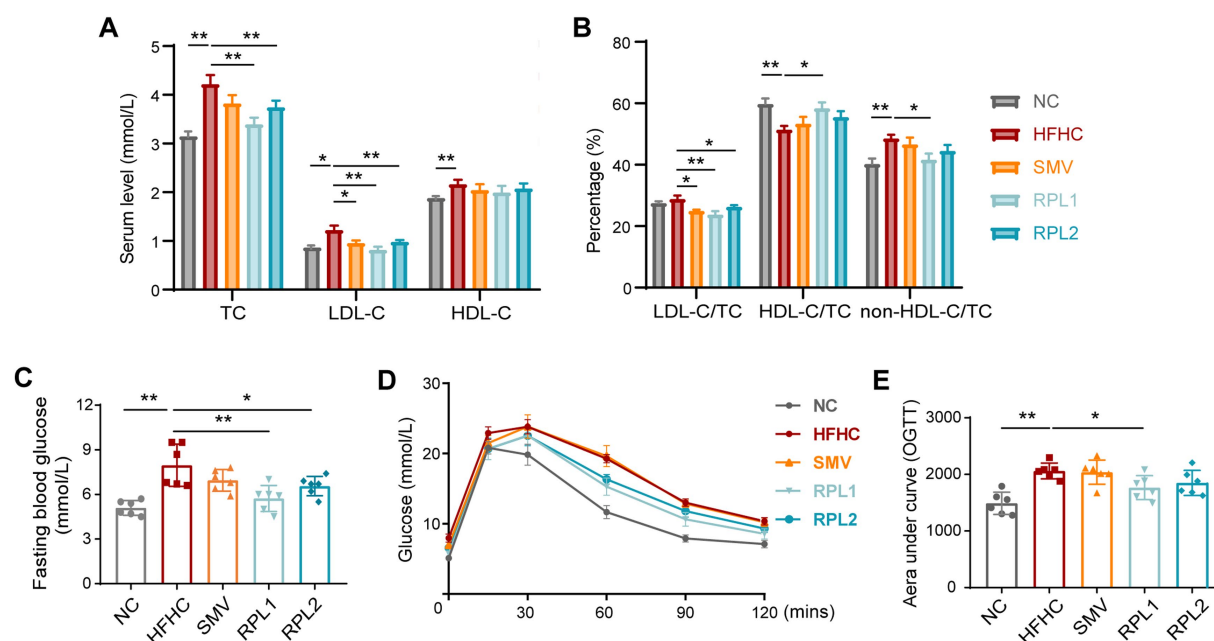 A
Serum level (mmol/L)
5
4
3
2
1
0
** **
**
* **
**
*
**
TC LDL-C HDL-C
B
Percentage (%)
80
60
40
20
0
*
**
*
** *
** *
LDL-C/TC HDL-C/TC non-HDL-C/TC
NC
HFHC
SMV
RPL1
RPL2
C
Fasting blood glucose
(mmol/L)
12
9
6
3
0
** *
**
NC HFHC SMV RPL1 RPL2
D
Glucose (mmol/L)
30
20
10
0
0 30 60 90 120 (mins)
NC
HFHC
SMV
RPL1
RPL2
E
Aera under curve (OGTT)
3000
2000
1000
0
** *
NC HFHC SMV RPL1 RPL2